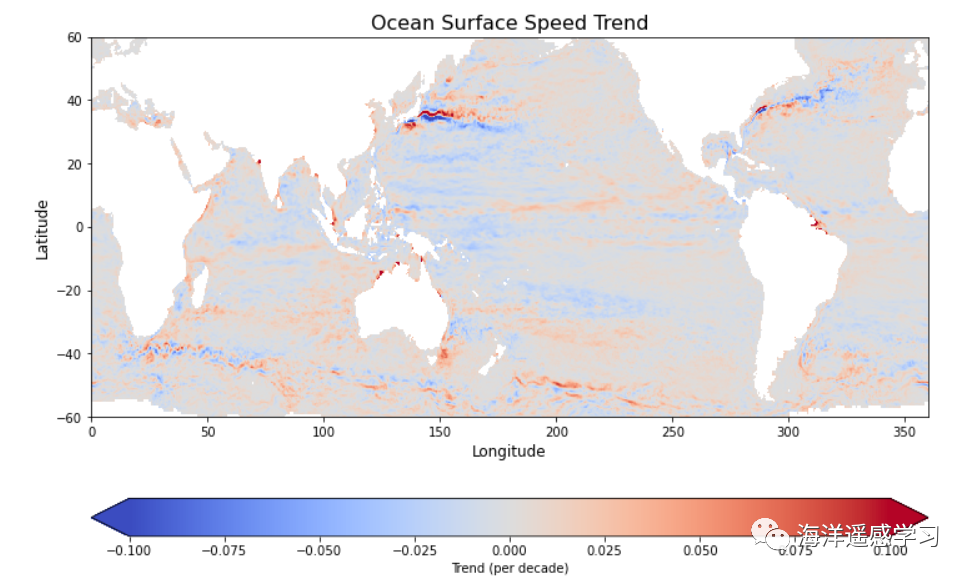 Ocean Surface Speed Trend
60
40
20
0
−20
−40
−60
Latitude
0 50 100 150 200 250 300 350
Longitude
−0.100 −0.075 −0.050 −0.025 0.000 0.025 0.050 0.075 0.100
Trend (per decade)
海洋遥感学习